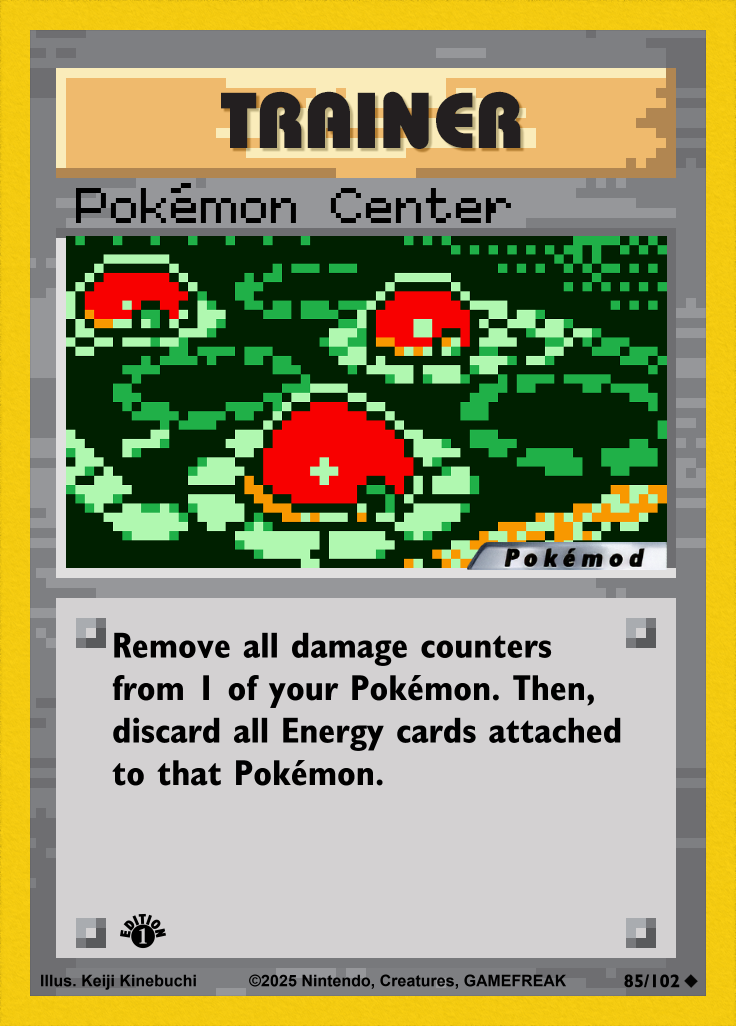 TRAINER
Pokémon Center
Pokémod
Remove all damage counters
from 1 of your Pokémon. Then,
discard all Energy cards attached
to that Pokémon.
EDITION
1
Illus. Keiji Kinebuchi ©2025 Nintendo, Creatures, GAMEFREAK 85/102 ◆